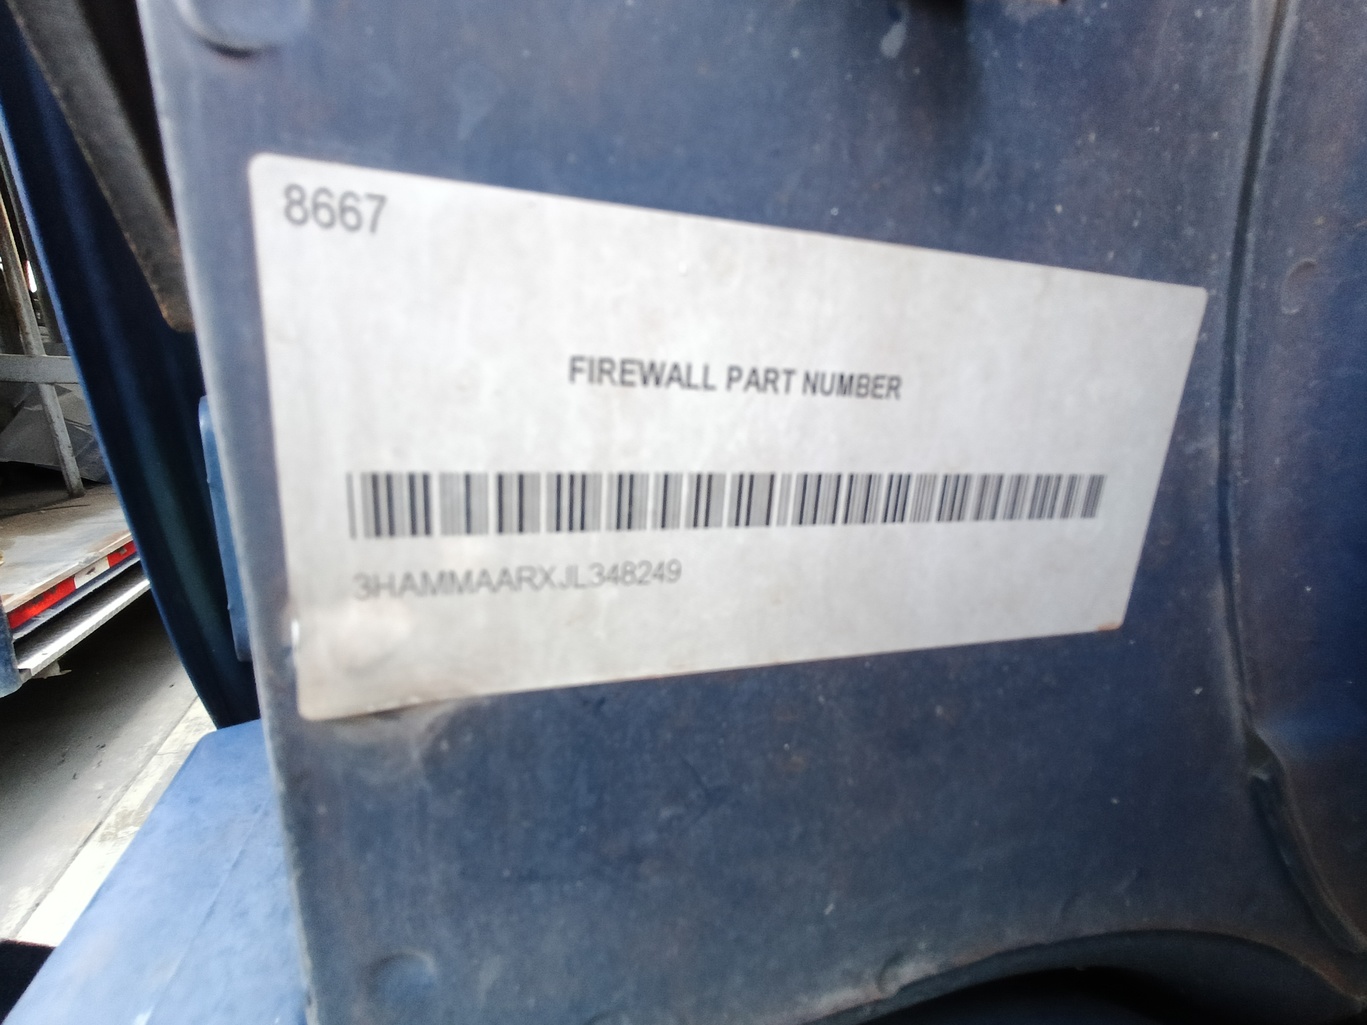 8667
FIREWALL PART NUMBER
3HAMMAARXJL348249